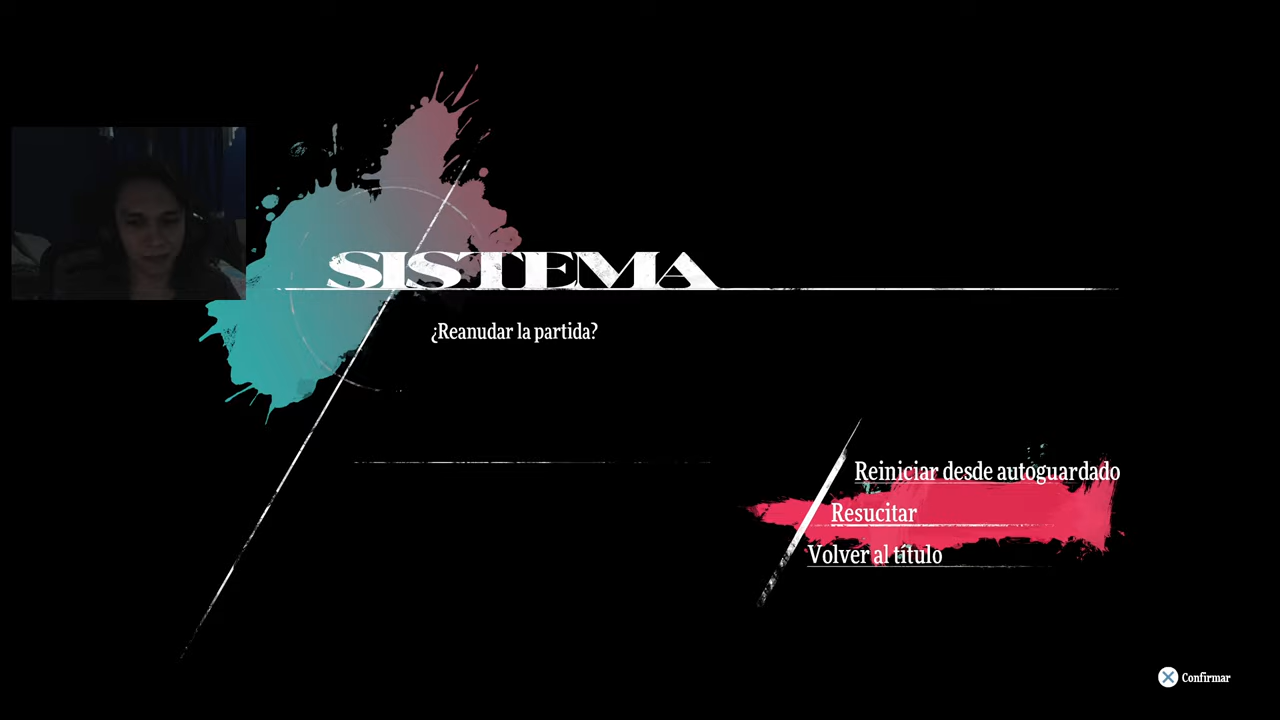 SISTEMA
¿Reanudar la partida?
Reiniciar desde autoguardado
Resucitar
Volver al título
Confirmar